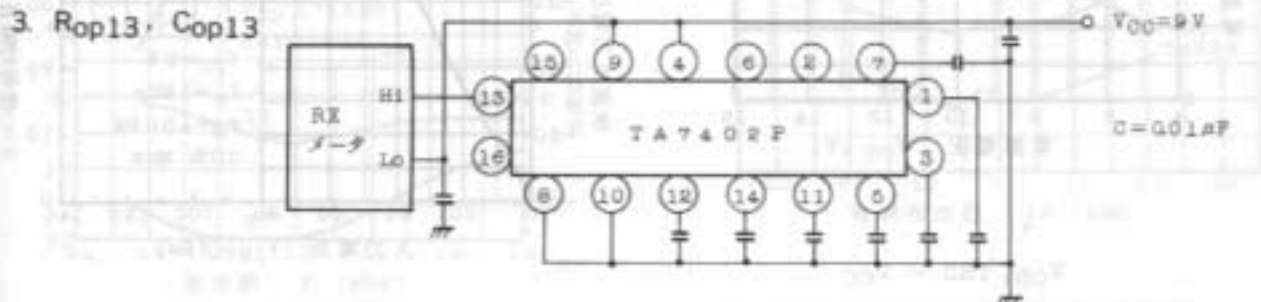 3. Rop13, Cop13
VCC=9V
15 9 4 6 2 7
Hi 13 1
RX
メータ
TA7402P
C=0.01μF
Lo 16 3
8 10 12 14 11 5